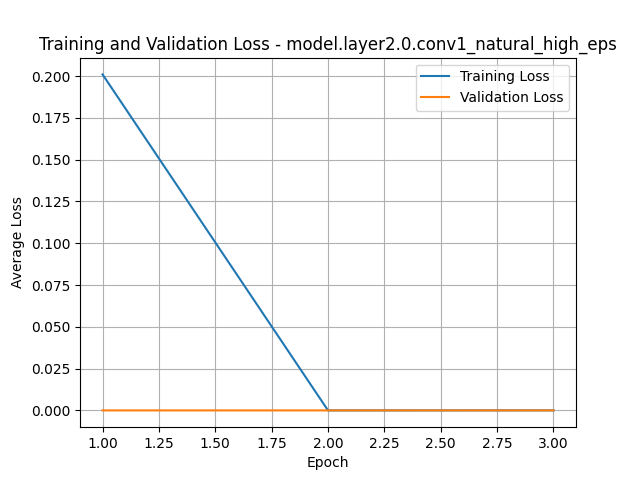 Training and Validation Loss - model.layer2.0.conv1_natural_high_eps
Training Loss
Validation Loss
0.200
0.175
0.150
0.125
0.100
0.075
0.050
0.025
0.000
Average Loss
1.00 1.25 1.50 1.75 2.00 2.25 2.50 2.75 3.00
Epoch